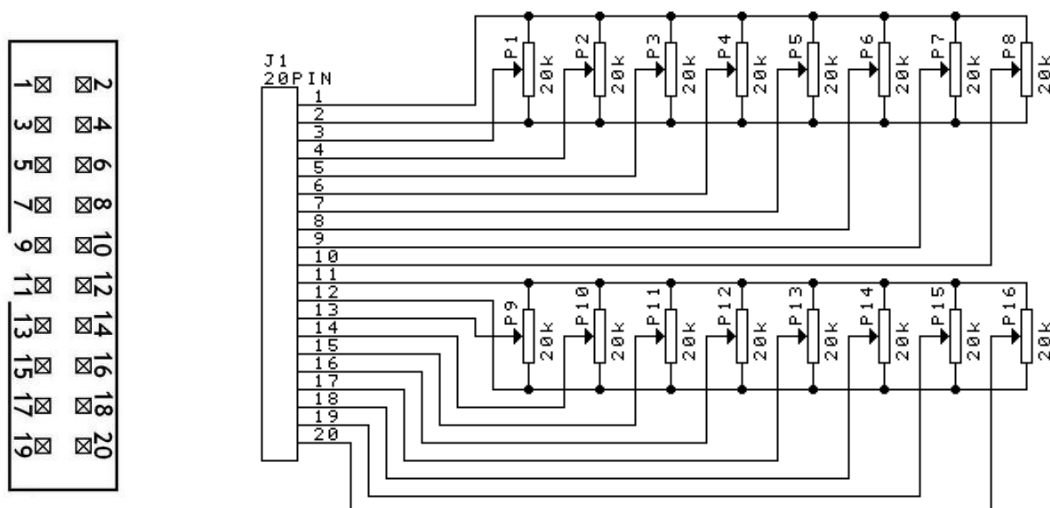 1 2
3 4
5 6
7 8
9 10
11 12
13 14
15 16
17 18
19 20
J1
20PIN
1
2
3
4
5
6
7
8
9
10
11
12
13
14
15
16
17
18
19
20
P1 20k
P2 20k
P3 20k
P4 20k
P5 20k
P6 20k
P7 20k
P8 20k
P9 20k
P10 20k
P11 20k
P12 20k
P13 20k
P14 20k
P15 20k
P16 20k